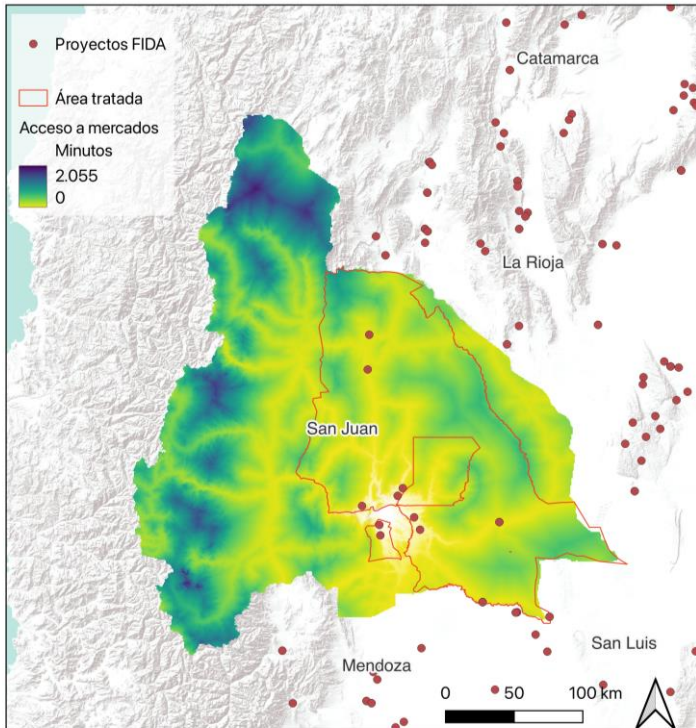 Proyectos FIDA
Área tratada
Acceso a mercados
Minutos
2.055
0
Catamarca
La Rioja
San Juan
San Luis
Mendoza
0 50 100 km